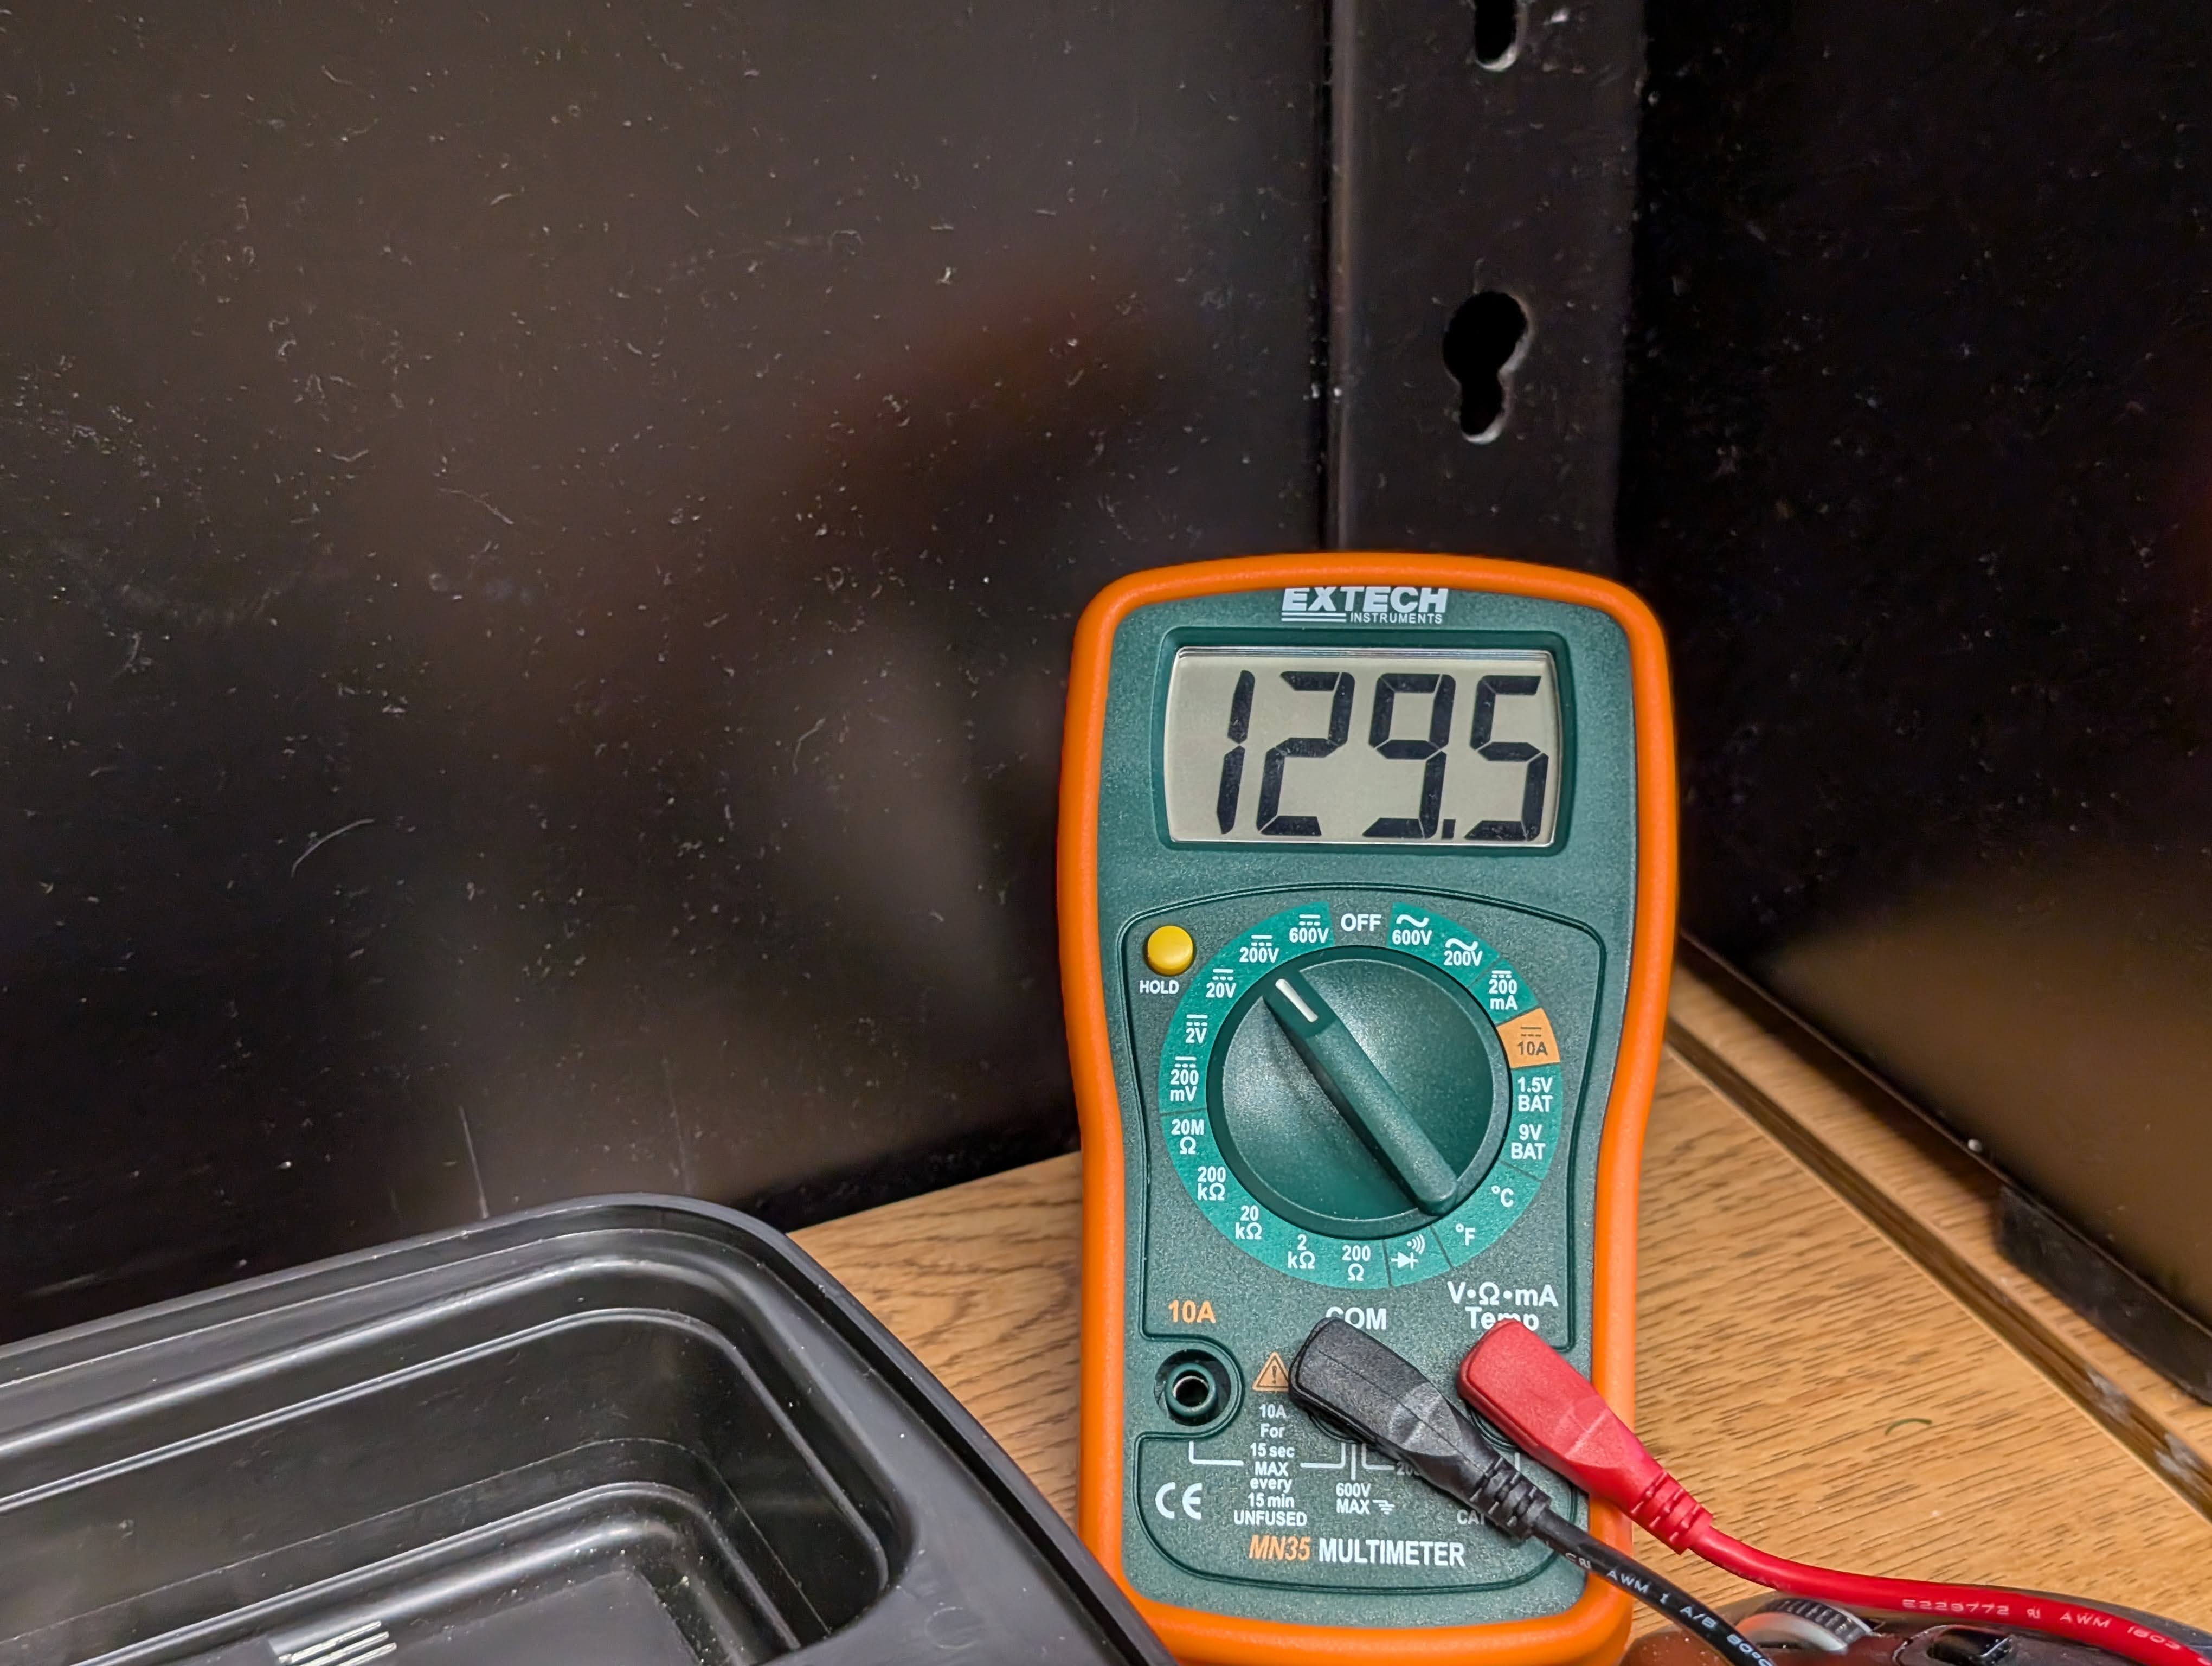 EXTECH
INSTRUMENTS
129.5
HOLD
OFF
600V
200V
200
mA
10A
1.5V
BAT
9V
BAT
°C
°F
200
Ω
2
kΩ
20
kΩ
200
kΩ
20M
Ω
200
mV
2V
20V
200V
600V
10A
COM
V•Ω•mA
Temp
10A
For
15 sec
MAX
every
15 min
UNFUSED
600V
MAX
CE
MN35 MULTIMETER
AWM
E229772 AWM